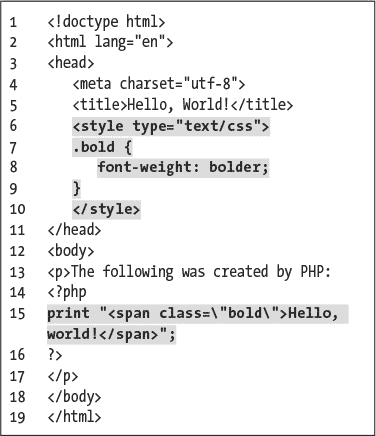 1 <!doctype html>
2 <html lang="en">
3 <head>
4 <meta charset="utf-8">
5 <title>Hello, World!</title>
6 <style type="text/css">
7 .bold {
8 font-weight: bolder;
9 }
10 </style>
11 </head>
12 <body>
13 <p>The following was created by PHP:
14 <?php
15 print "<span class=\"bold\">Hello,
world!</span>";
16 ?>
17 </p>
18 </body>
19 </html>